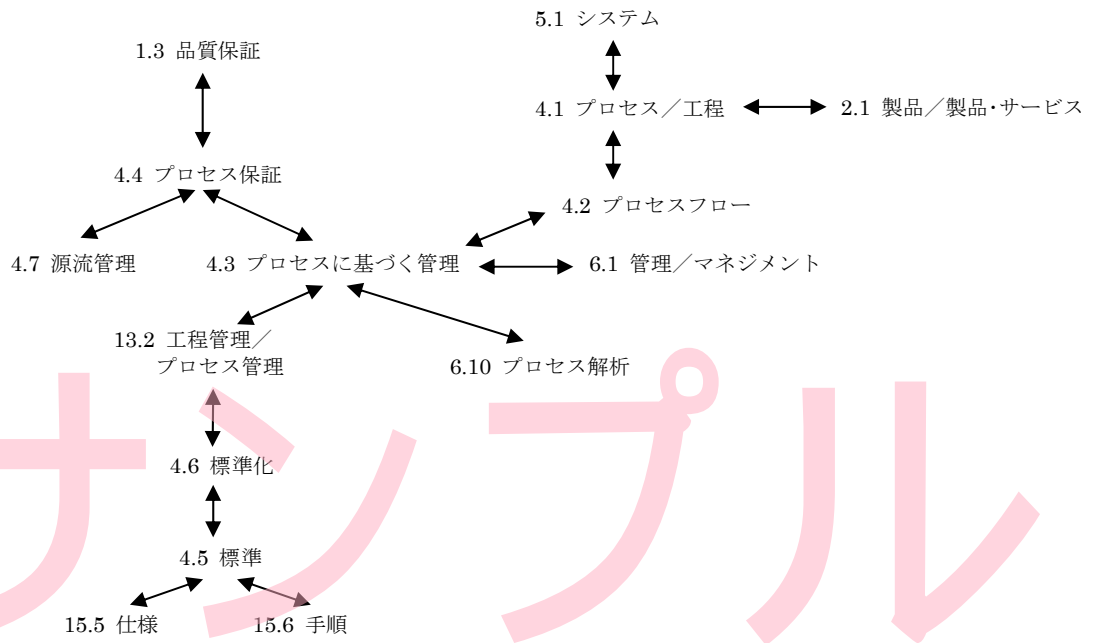 5.1 システム
1.3 品質保証
4.1 プロセス／工程
2.1 製品／製品・サービス
4.4 プロセス保証
4.2 プロセスフロー
4.7 源流管理
4.3 プロセスに基づく管理
6.1 管理／マネジメント
13.2 工程管理／
プロセス管理
6.10 プロセス解析
4.6 標準化
4.5 標準
15.5 仕様
15.6 手順
サンプル